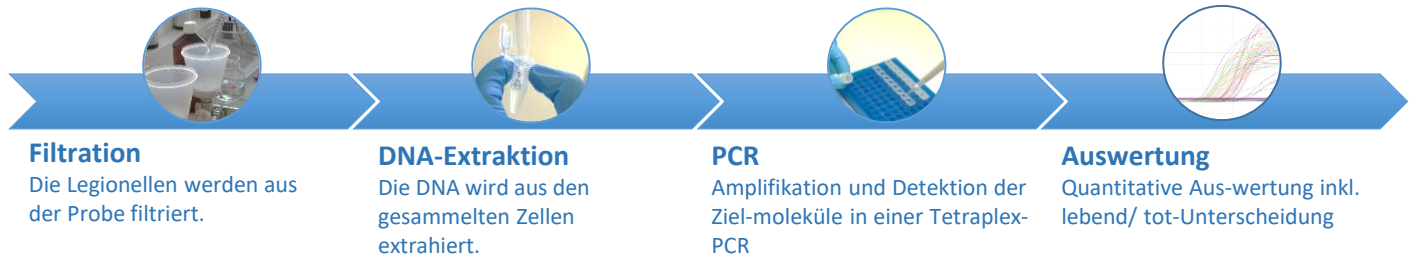 Filtration
Die Legionellen werden aus
der Probe filtriert.
DNA-Extraktion
Die DNA wird aus den
gesammelten Zellen
extrahiert.
PCR
Amplifikation und Detektion der
Ziel-moleküle in einer Tetraplex-
PCR
Auswertung
Quantitative Aus-wertung inkl.
lebend/ tot-Unterscheidung